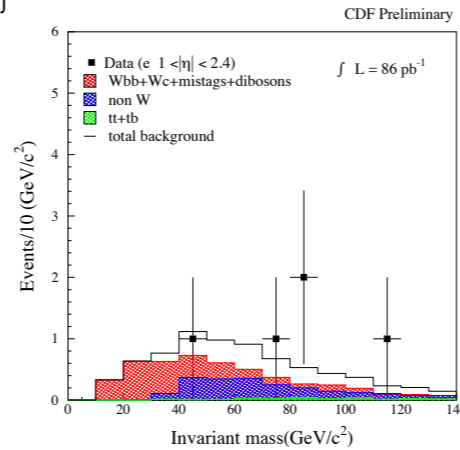 CDF Preliminary
Data (e 1 <|η| < 2.4)
Wbb+Wc+mistags+dibosons
non W
tt+tb
total background
∫ L = 86 pb⁻¹
Events/10 (GeV/c²)
6
5
4
3
2
1
0
0 20 40 60 80 100 120
Invariant mass(GeV/c²)